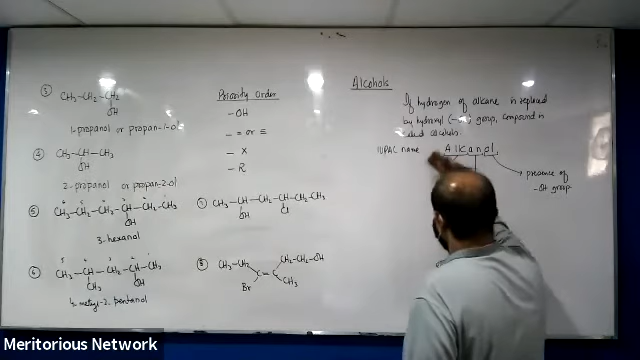 Alcohols
If hydrogen of alkane is replaced
by hydroxyl (-OH) group, compound is
called alcohols.
IUPAC name Alkanol
→ presence of
-OH group
Priority Order
-OH
- = or ≡
- X
- R
③ CH₃-CH₂-CH₂
OH
1-propanol or propan-1-ol
④ CH₃-CH-CH₃
OH
2-propanol or propan-2-ol
⑤ CH₃-CH₂-CH₂-CH-CH₂-CH₃
OH
3-hexanol
⑥ CH₃-CH-CH₂-CH-CH₃
CH₃ OH
4-methyl-2-pentanol
⑦ CH₃-CH-CH₂-CH-CH₂-CH₃
OH Cl
⑧ CH₃-CH₂ CH₂-CH₂-OH
C=C
Br CH₃
Meritorious Network